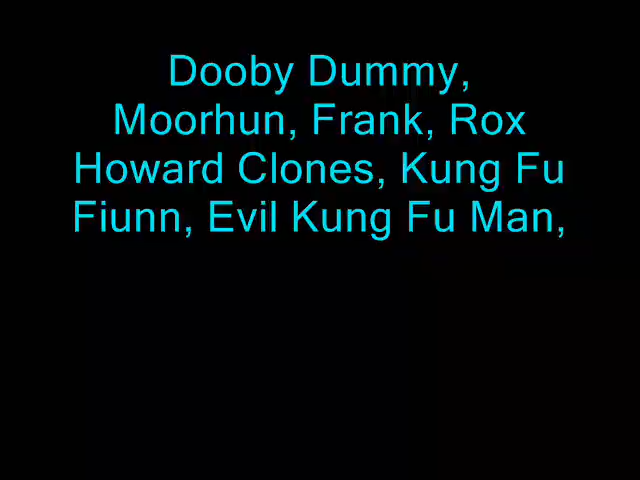 Dooby Dummy,
Moorhun, Frank, Rox
Howard Clones, Kung Fu
Fiunn, Evil Kung Fu Man,